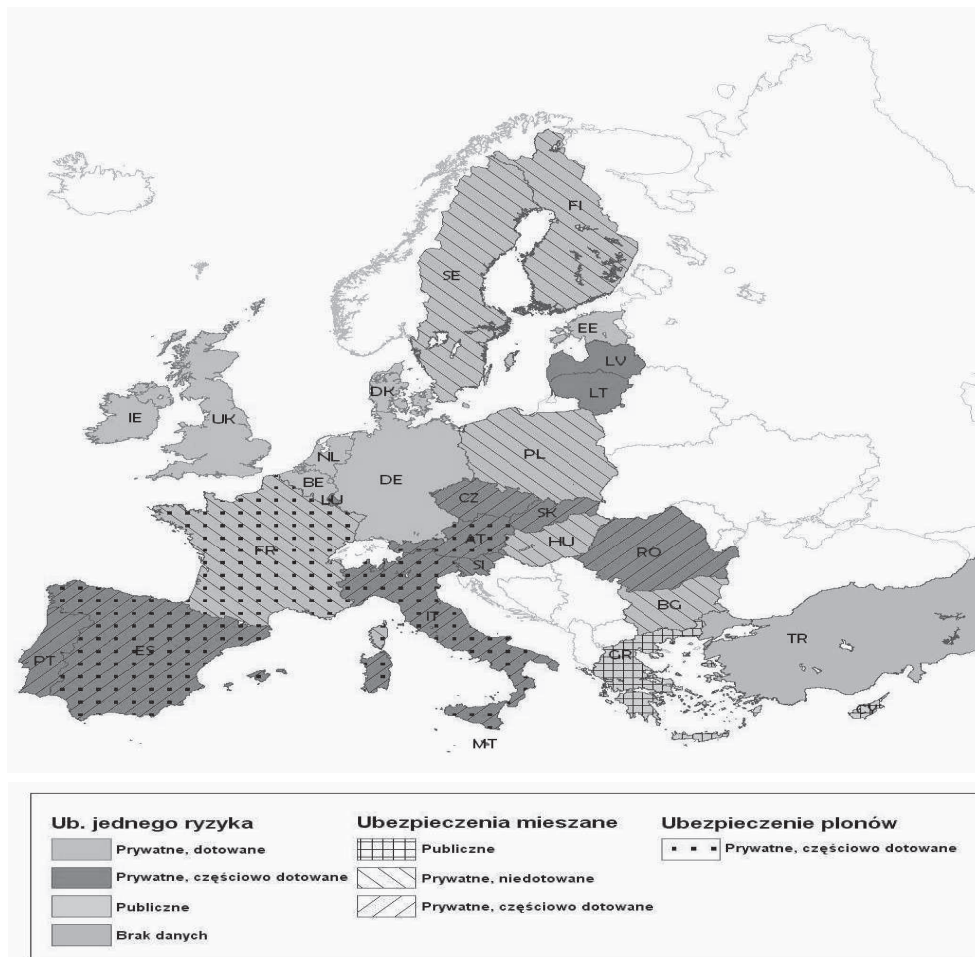 FI
SE
EE
LV
LT
DK
IE
UK
NL
PL
BE
DE
LU
CZ
SK
FR
AT
HU
SI
RO
IT
BG
PT
ES
GR
TR
CY
MT
Ub. jednego ryzyka
Prywatne, dotowane
Prywatne, częściowo dotowane
Publiczne
Brak danych
Ubezpieczenia mieszane
Publiczne
Prywatne, niedotowane
Prywatne, częściowo dotowane
Ubezpieczenie plonów
Prywatne, częściowo dotowane